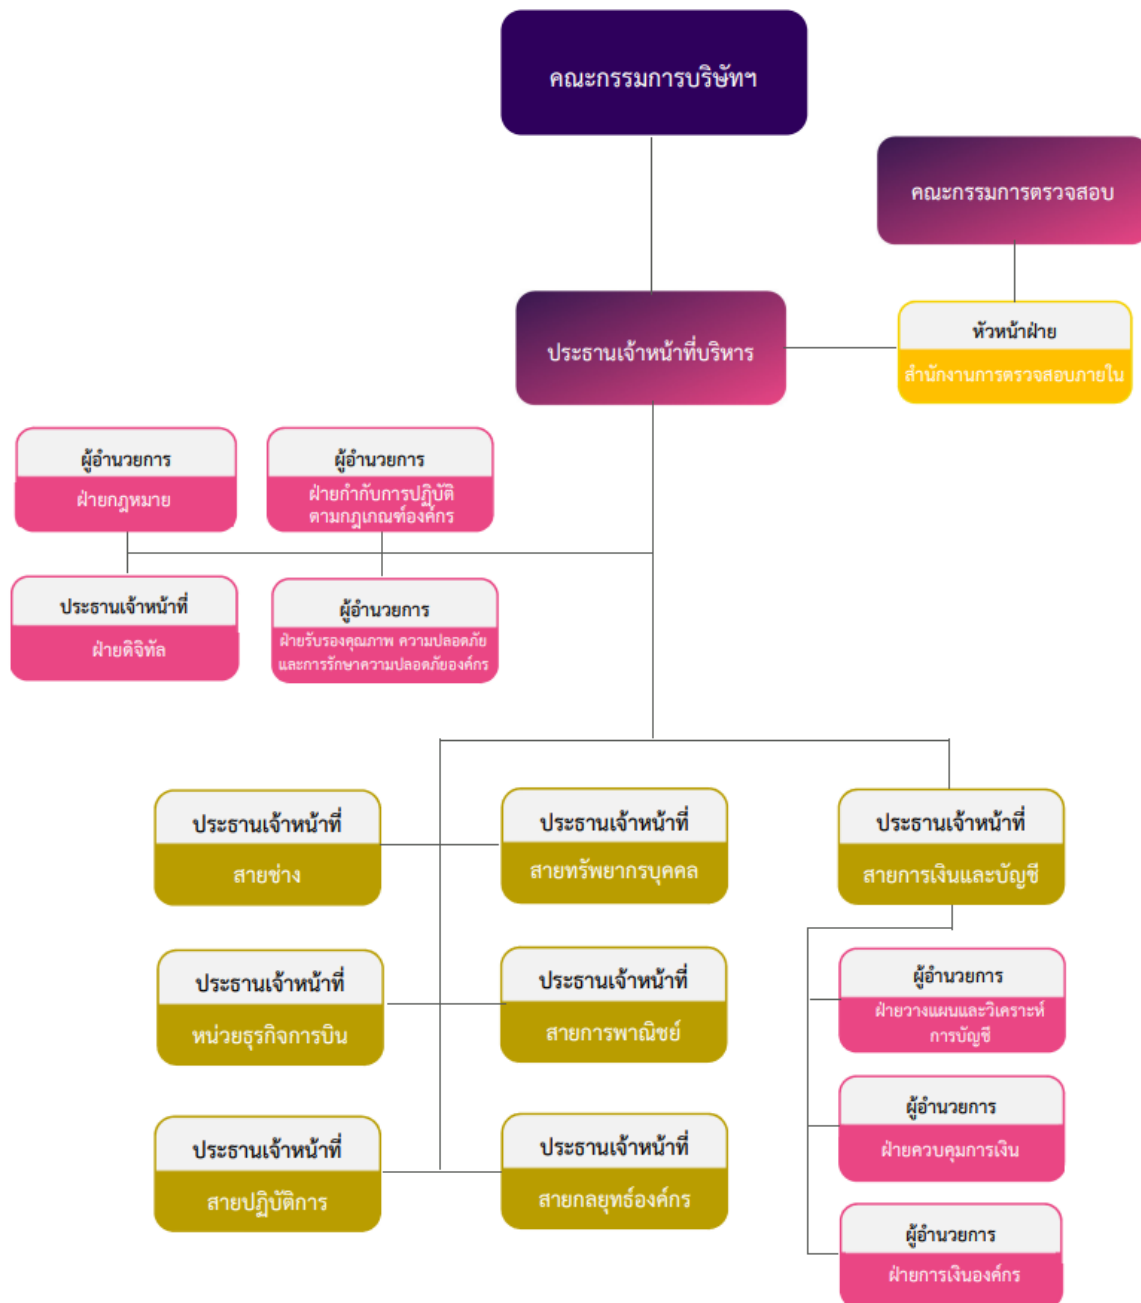 คณะกรรมการบริษัทฯ
คณะกรรมการตรวจสอบ
ประธานเจ้าหน้าที่บริหาร
หัวหน้าฝ่าย
สำนักงานการตรวจสอบภายใน
ผู้อำนวยการ
ฝ่ายกฎหมาย
ผู้อำนวยการ
ฝ่ายกำกับการปฏิบัติ
ตามกฎเกณฑ์องค์กร
ประธานเจ้าหน้าที่
ฝ่ายดิจิทัล
ผู้อำนวยการ
ฝ่ายรับรองคุณภาพ ความปลอดภัย
และการรักษาความปลอดภัยองค์กร
ประธานเจ้าหน้าที่
สายช่าง
ประธานเจ้าหน้าที่
สายทรัพยากรบุคคล
ประธานเจ้าหน้าที่
สายการเงินและบัญชี
ประธานเจ้าหน้าที่
หน่วยธุรกิจการบิน
ประธานเจ้าหน้าที่
สายการพาณิชย์
ผู้อำนวยการ
ฝ่ายวางแผนและวิเคราะห์
การบัญชี
ผู้อำนวยการ
ฝ่ายควบคุมการเงิน
ประธานเจ้าหน้าที่
สายปฏิบัติการ
ประธานเจ้าหน้าที่
สายกลยุทธ์องค์กร
ผู้อำนวยการ
ฝ่ายการเงินองค์กร